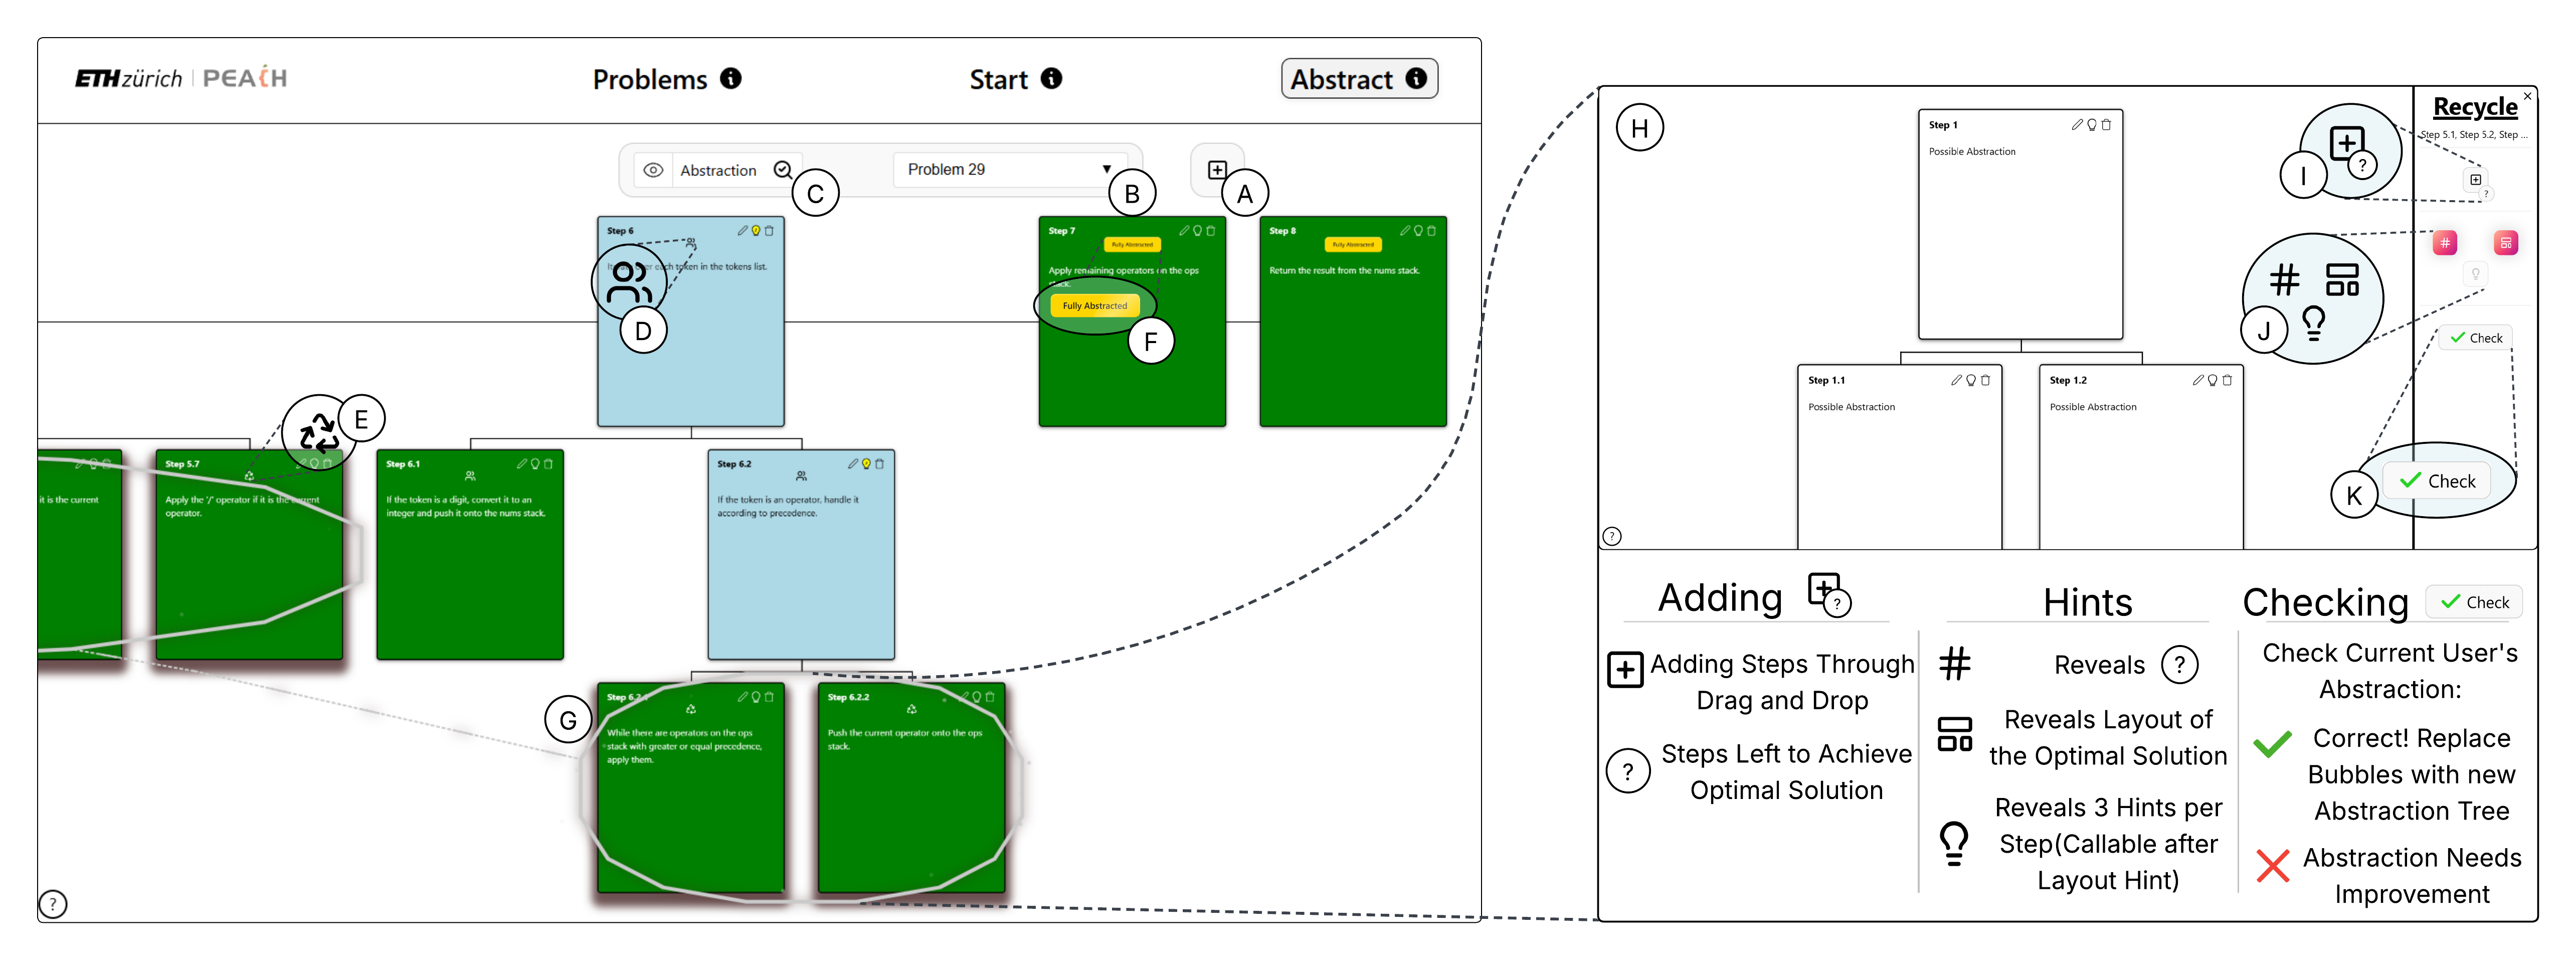 ETH zürich | PEACH
Problems
Start
Abstract
Abstraction
Problem 29
C
B
A
Step 6
Iterate over each token in the tokens list.
D
Step 7
Fully Abstracted
Apply remaining operators on the ops
stack.
Fully Abstracted
F
Step 8
Fully Abstracted
Return the result from the nums stack.
E
it is the current
Step 5.7
Apply the '/' operator if it is the current
operator.
Step 6.1
If the token is a digit, convert it to an
integer and push it onto the nums stack.
Step 6.2
If the token is an operator, handle it
according to precedence.
G
Step 6.2.1
While there are operators on the ops
stack with greater or equal precedence,
apply them.
Step 6.2.2
Push the current operator onto the ops
stack.
?
H
Step 1
Possible Abstraction
Step 1.1
Possible Abstraction
Step 1.2
Possible Abstraction
?
Recycle ×
Step 5.1, Step 5.2, Step ...
?
I
?
#
#
J
Check
K
Check
Adding
?
Adding Steps Through
Drag and Drop
?
Steps Left to Achieve
Optimal Solution
Hints
#
Reveals ?
Reveals Layout of
the Optimal Solution
Reveals 3 Hints per
Step(Callable after
Layout Hint)
Checking
Check
Check Current User's
Abstraction:
Correct! Replace
Bubbles with new
Abstraction Tree
Abstraction Needs
Improvement